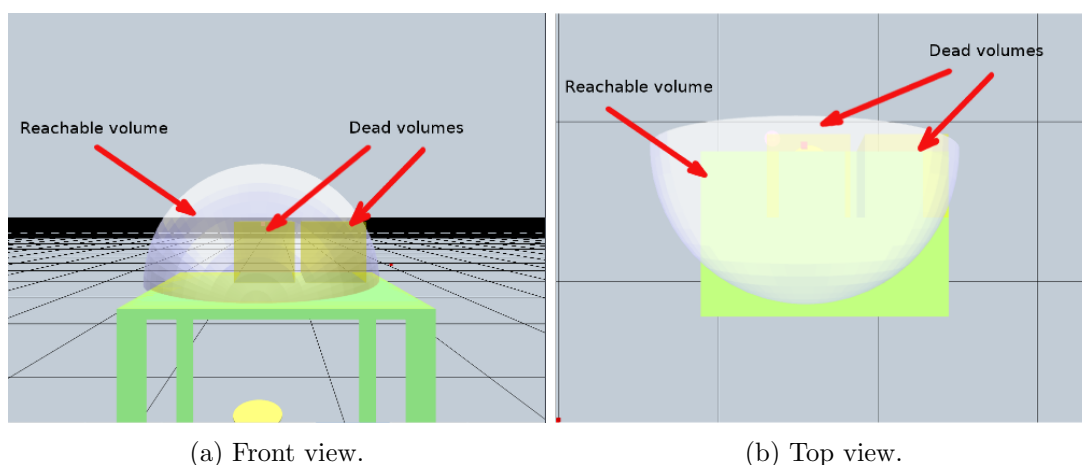 Reachable volume
Dead volumes
Dead volumes
Reachable volume
(a) Front view.
(b) Top view.